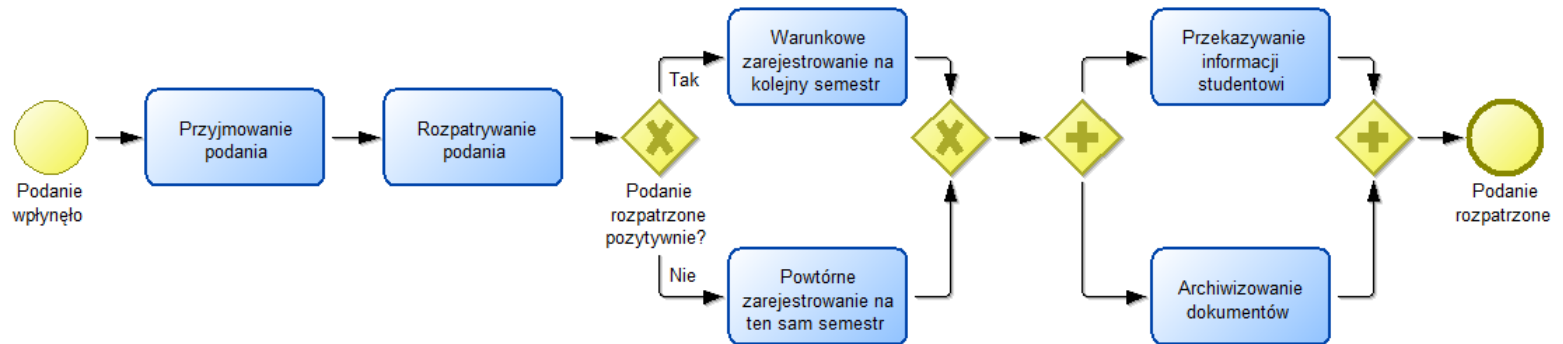 Podanie
wpłynęło
Przyjmowanie
podania
Rozpatrywanie
podania
Podanie
rozpatrzone
pozytywnie?
Tak
Nie
Warunkowe
zarejestrowanie na
kolejny semestr
Powtórne
zarejestrowanie na
ten sam semestr
Przekazywanie
informacji
studentowi
Archiwizowanie
dokumentów
Podanie
rozpatrzone